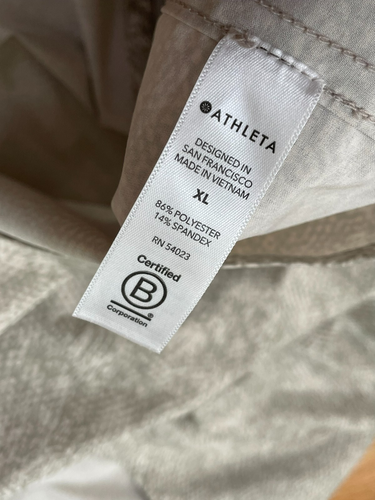 ATHLETA
DESIGNED IN
SAN FRANCISCO
MADE IN VIETNAM
XL
86% POLYESTER
14% SPANDEX
RN 54023
Certified
B
Corporation